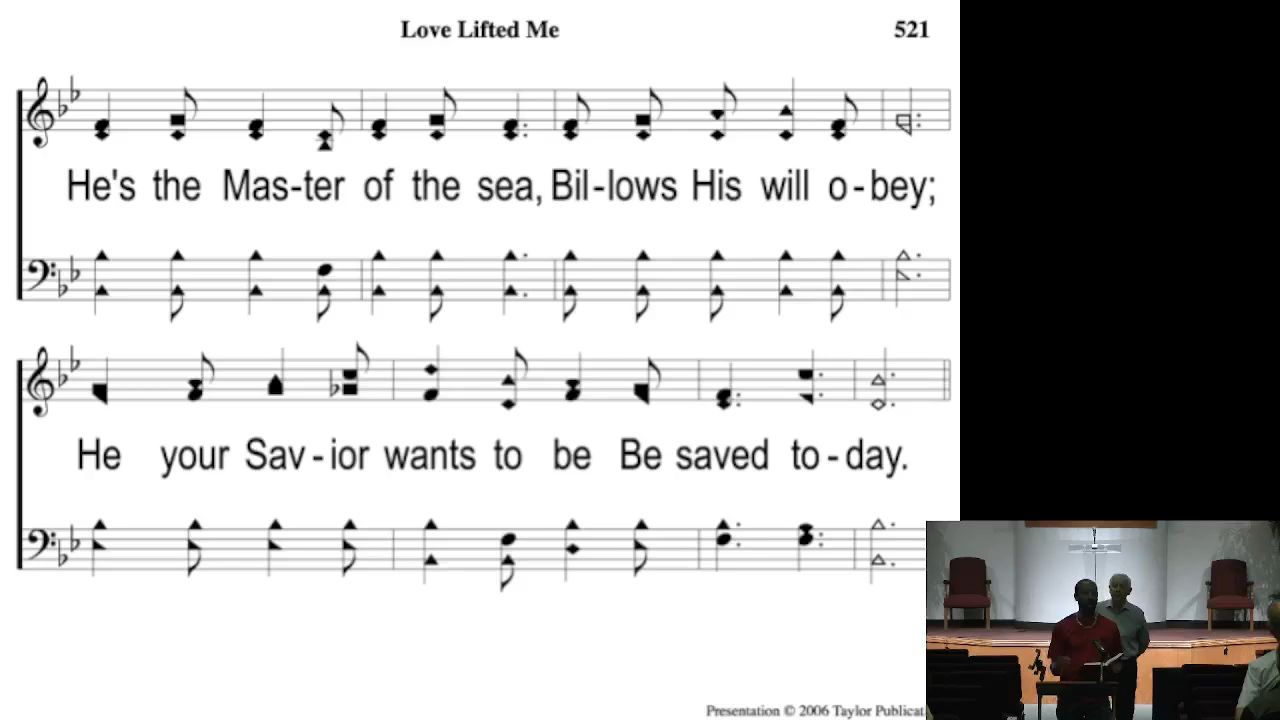 Love Lifted Me 521
He's the Mas-ter of the sea, Bil-lows His will o-bey;
He your Sav-ior wants to be Be saved to-day.
Presentation © 2006 Taylor Publicat